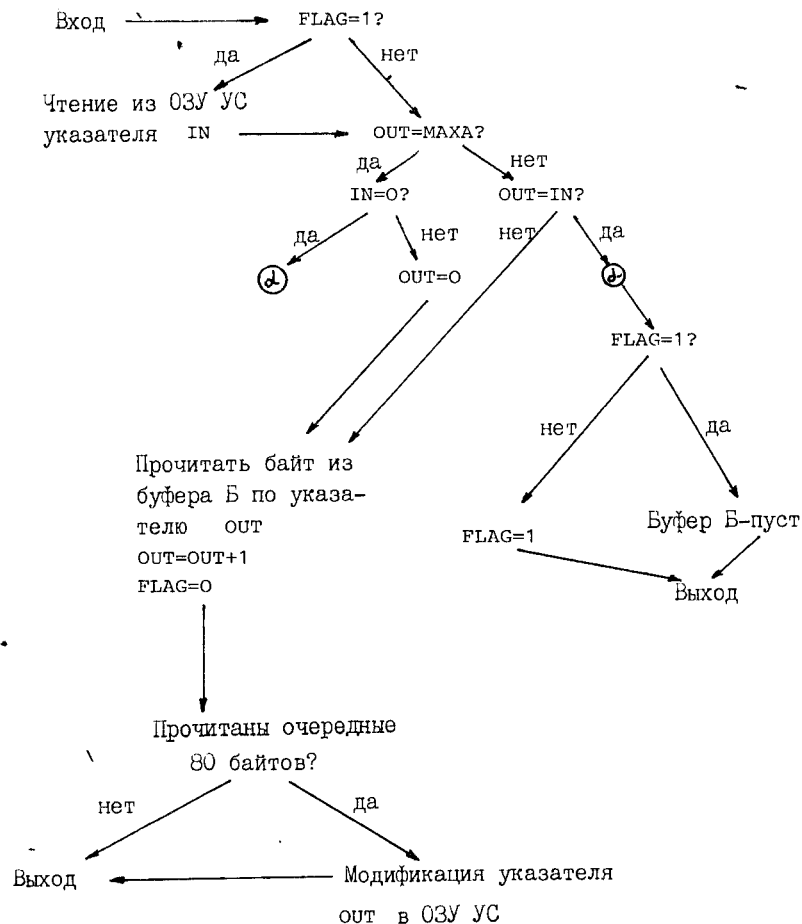 Вход
FLAG=1?
да
нет
Чтение из ОЗУ УС
указателя IN
OUT=MAXA?
да
нет
IN=0?
OUT=IN?
да
нет
нет
да
α
OUT=0
α
FLAG=1?
нет
да
Прочитать байт из
буфера Б по указа-
телю OUT
OUT=OUT+1
FLAG=0
FLAG=1
Буфер Б-пуст
Выход
Прочитаны очередные
80 байтов?
нет
да
Выход
Модификация указателя
OUT в ОЗУ УС